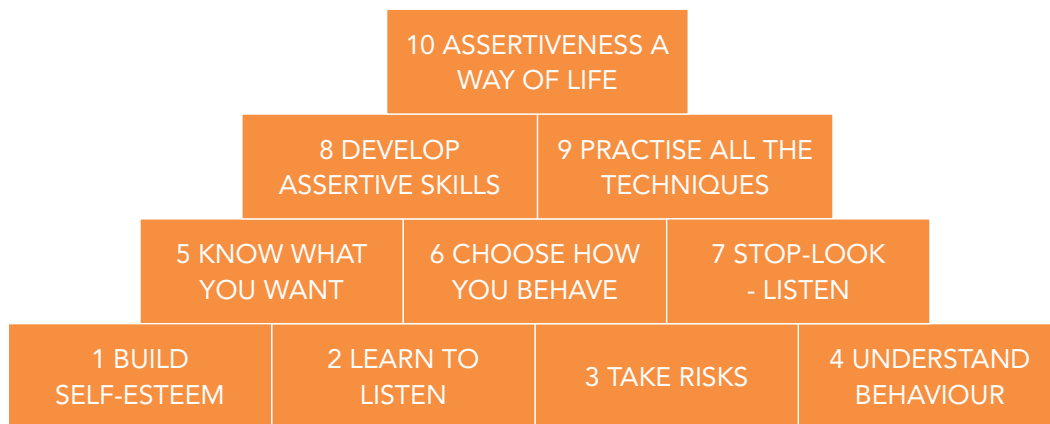 10 ASSERTIVENESS A
WAY OF LIFE
8 DEVELOP
ASSERTIVE SKILLS
9 PRACTISE ALL THE
TECHNIQUES
5 KNOW WHAT
YOU WANT
6 CHOOSE HOW
YOU BEHAVE
7 STOP-LOOK
- LISTEN
1 BUILD
SELF-ESTEEM
2 LEARN TO
LISTEN
3 TAKE RISKS
4 UNDERSTAND
BEHAVIOUR